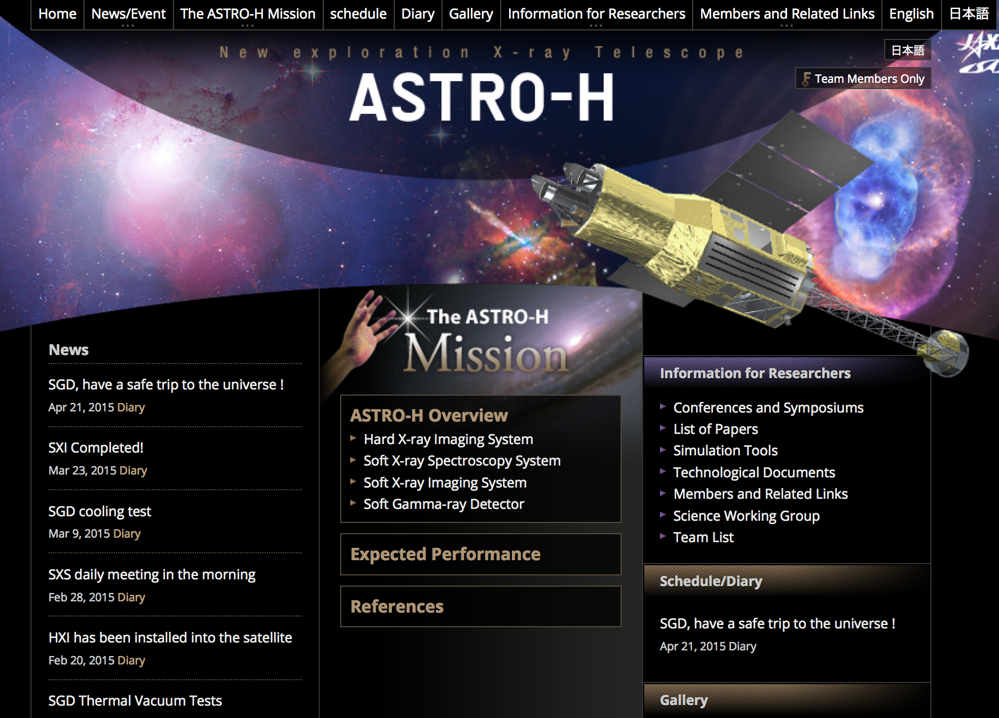 Home News/Event The ASTRO-H Mission schedule Diary Gallery Information for Researchers Members and Related Links English 日本語
New exploration X-ray Telescope
ASTRO-H
日本語
Team Members Only
News
SGD, have a safe trip to the universe !
Apr 21, 2015 Diary
SXI Completed!
Mar 23, 2015 Diary
SGD cooling test
Mar 9, 2015 Diary
SXS daily meeting in the morning
Feb 28, 2015 Diary
HXI has been installed into the satellite
Feb 20, 2015 Diary
SGD Thermal Vacuum Tests
The ASTRO-H
Mission
ASTRO-H Overview
Hard X-ray Imaging System
Soft X-ray Spectroscopy System
Soft X-ray Imaging System
Soft Gamma-ray Detector
Expected Performance
References
Information for Researchers
Conferences and Symposiums
List of Papers
Simulation Tools
Technological Documents
Members and Related Links
Science Working Group
Team List
Schedule/Diary
SGD, have a safe trip to the universe !
Apr 21, 2015 Diary
Gallery